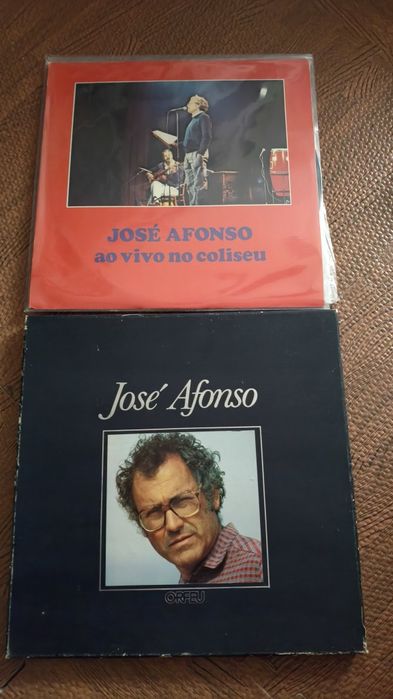 JOSÉ AFONSO
ao vivo no coliseu
José Afonso
ORFEU